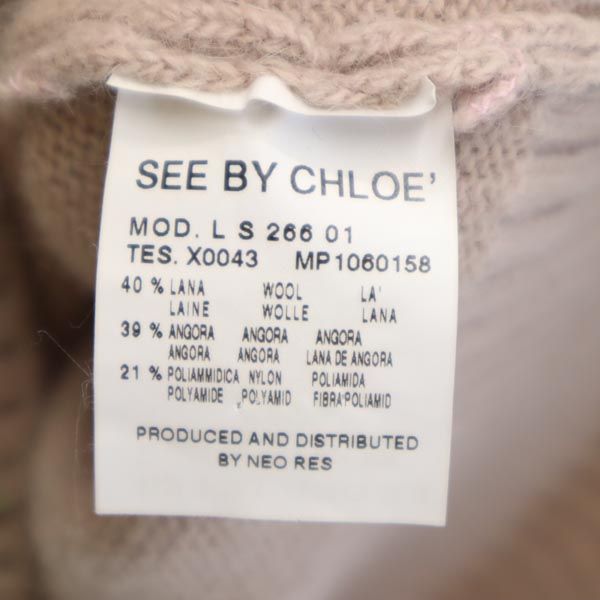 SEE BY CHLOE'
MOD. L S 266 01
TES. X0043 MP1060158
40 % LANA WOOL LA'
LAINE WOLLE LANA
39 % ANGORA ANGORA ANGORA
ANGORA ANGORA LANA DE ANGORA
21 % POLIAMMIDICA NYLON POLIAMIDA
POLYAMIDE POLYAMID FIBRA'POLIAMID
PRODUCED AND DISTRIBUTED
BY NEO RES